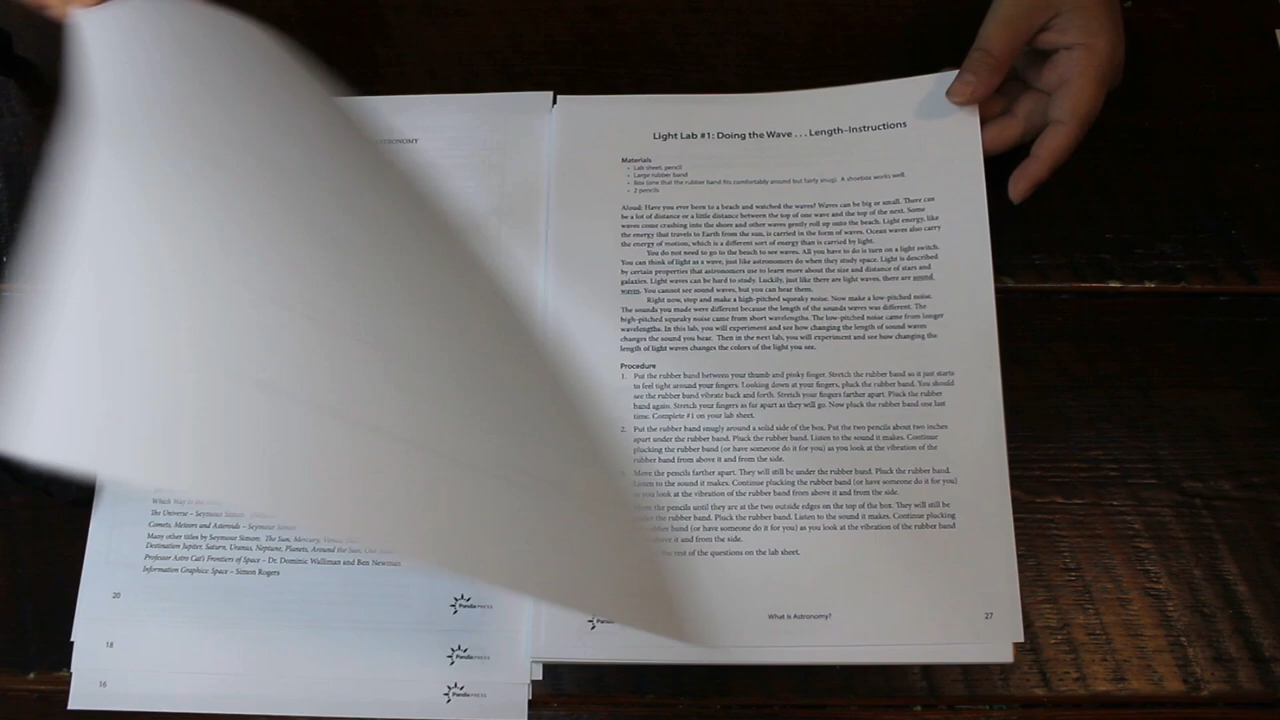 ASTRONOMY
Which Way to the
The Universe – Seymour Simon
Comets, Meteors and Asteroids – Seymour Simon
Many other titles by Seymour Simon: The Sun, Mercury, Venus,
Destination Jupiter, Saturn, Uranus, Neptune, Planets, Around the Sun, Our
Professor Astro Cat's Frontiers of Space – Dr. Dominic Walliman and Ben Newman
Information Graphics: Space – Simon Rogers
20
Panda PRESS
18
Panda PRESS
16
Panda PRESS
Light Lab #1: Doing the Wave . . . Length–Instructions
Materials
• Lab sheet, pencil
• Large rubber band
• Box (one that the rubber band fits comfortably around but fairly snug). A shoebox works well.
• 2 pencils
Aloud: Have you ever been to a beach and watched the waves? Waves can be big or small. There can
be a lot of distance or a little distance between the top of one wave and the top of the next. Some
waves come crashing into the shore and other waves gently roll up onto the beach. Light energy, like
the energy that travels to Earth from the sun, is carried in the form of waves. Ocean waves also carry
the energy of motion, which is a different sort of energy than is carried by light.
You do not need to go to the beach to see waves. All you have to do is turn on a light switch.
You can think of light as a wave, just like astronomers do when they study space. Light is described
by certain properties that astronomers use to learn more about the size and distance of stars and
galaxies. Light waves can be hard to study. Luckily, just like there are light waves, there are sound
waves. You cannot see sound waves, but you can hear them.
Right now, stop and make a high-pitched squeaky noise. Now make a low-pitched noise.
The sounds you made were different because the length of the sounds waves was different. The
high-pitched squeaky noise came from short wavelengths. The low-pitched noise came from longer
wavelengths. In this lab, you will experiment and see how changing the length of sound waves
changes the sound you hear. Then in the next lab, you will experiment and see how changing the
length of light waves changes the colors of the light you see.
Procedure
1. Put the rubber band between your thumb and pinky finger. Stretch the rubber band so it just starts
to feel tight around your fingers. Looking down at your fingers, pluck the rubber band. You should
see the rubber band vibrate back and forth. Stretch your fingers farther apart. Pluck the rubber
band again. Stretch your fingers as far apart as they will go. Now pluck the rubber band one last
time. Complete #1 on your lab sheet.
2. Put the rubber band snugly around a solid side of the box. Put the two pencils about two inches
apart under the rubber band. Pluck the rubber band. Listen to the sound it makes. Continue
plucking the rubber band (or have someone do it for you) as you look at the vibration of the
rubber band from above it and from the side.
Move the pencils farther apart. They will still be under the rubber band. Pluck the rubber band.
Listen to the sound it makes. Continue plucking the rubber band (or have someone do it for you)
as you look at the vibration of the rubber band from above it and from the side.
the pencils until they are at the two outside edges on the top of the box. They will still be
the rubber band. Pluck the rubber band. Listen to the sound it makes. Continue plucking
band (or have someone do it for you) as you look at the vibration of the rubber band
it and from the side.
rest of the questions on the lab sheet.
Panda
What Is Astronomy?
27